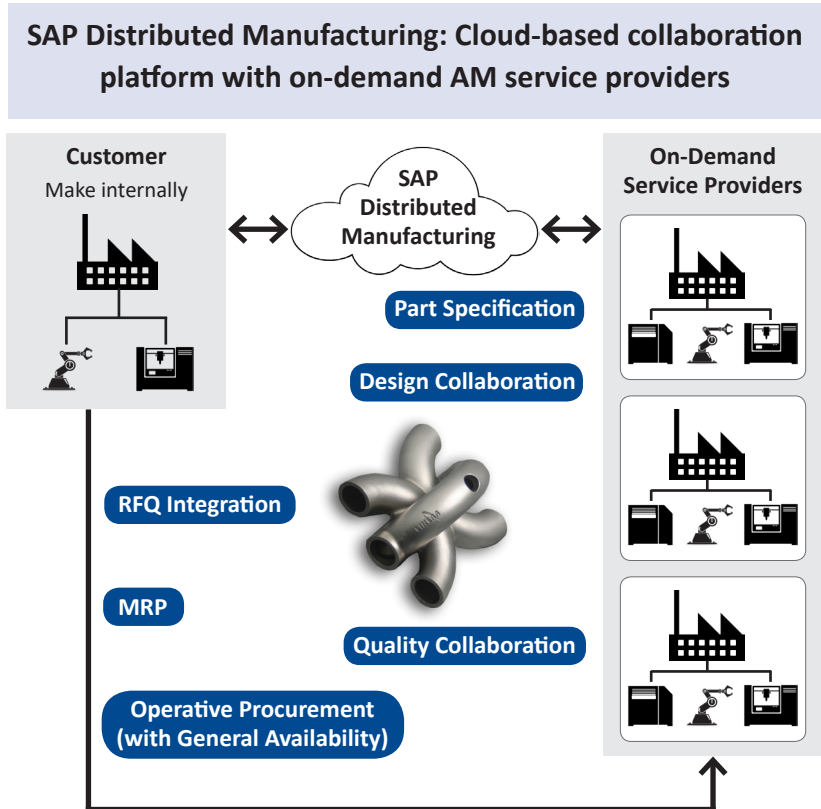 SAP Distributed Manufacturing: Cloud-based collaboration
platform with on-demand AM service providers
Customer
Make internally
SAP
Distributed
Manufacturing
On-Demand
Service Providers
Part Specification
Design Collaboration
RFQ Integration
MRP
Quality Collaboration
Operative Procurement
(with General Availability)